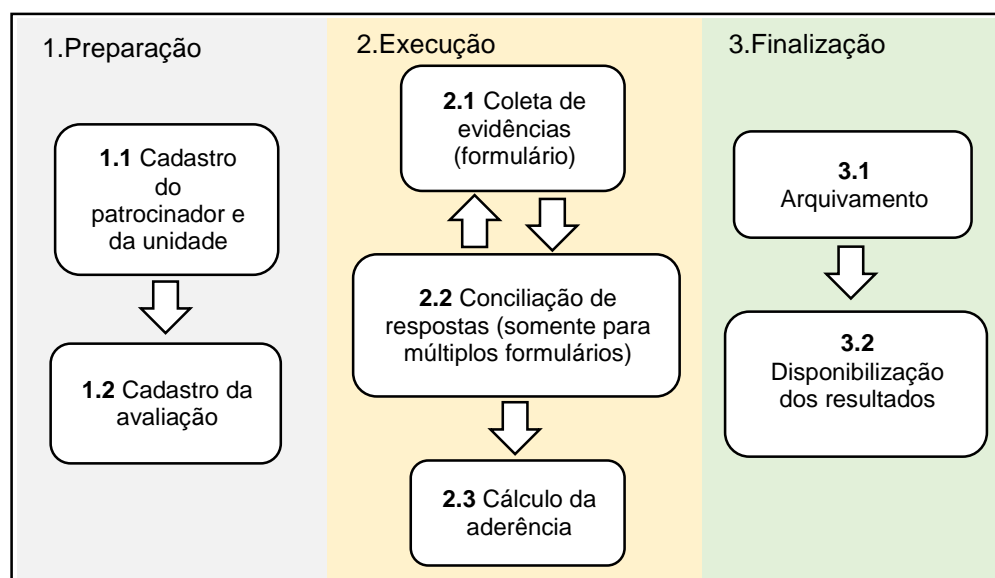 1.Preparação
1.1 Cadastro
do
patrocinador e
da unidade
1.2 Cadastro da
avaliação
2.Execução
2.1 Coleta de
evidências
(formulário)
2.2 Conciliação de
respostas (somente para
múltiplos formulários)
2.3 Cálculo da
aderência
3.Finalização
3.1
Arquivamento
3.2
Disponibilização
dos resultados